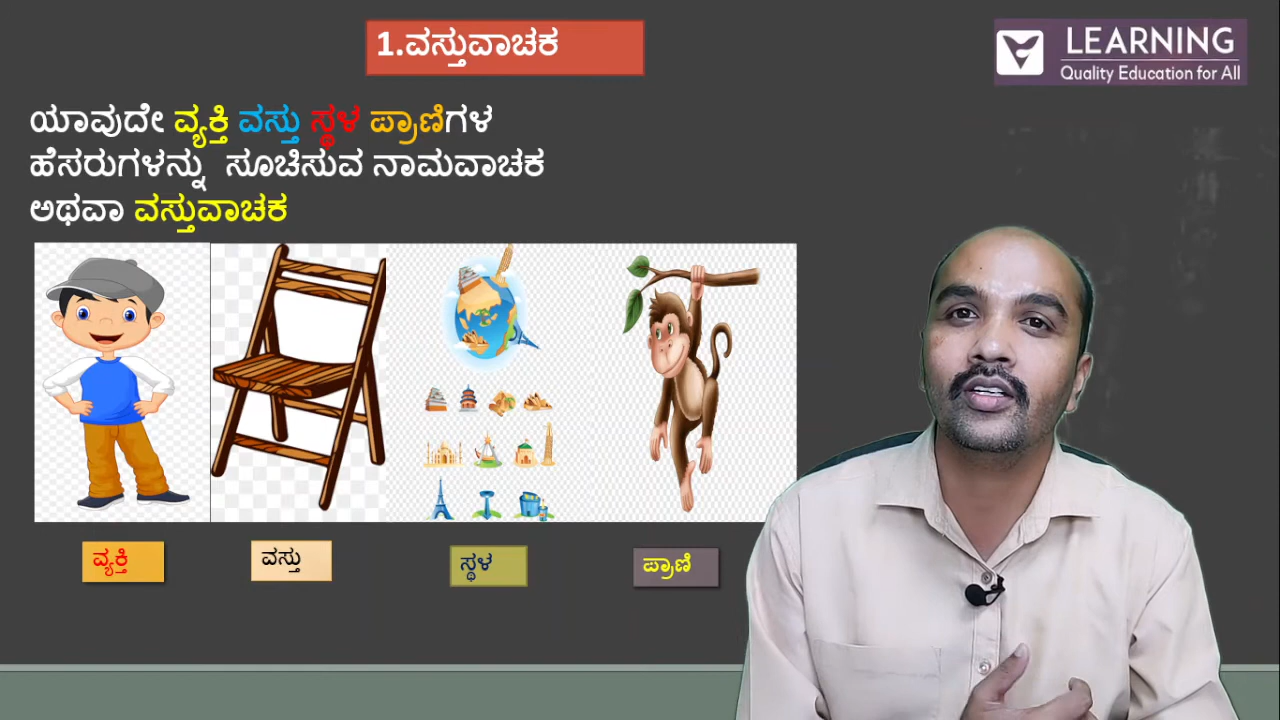 1.ವಸ್ತುವಾಚಕ
LEARNING
Quality Education for All
ಯಾವುದೇ ವ್ಯಕ್ತಿ ವಸ್ತು ಸ್ಥಳ ಪ್ರಾಣಿಗಳ
ಹೆಸರುಗಳನ್ನು ಸೂಚಿಸುವ ನಾಮವಾಚಕ
ಅಥವಾ ವಸ್ತುವಾಚಕ
ವ್ಯಕ್ತಿ
ವಸ್ತು
ಸ್ಥಳ
ಪ್ರಾಣಿ